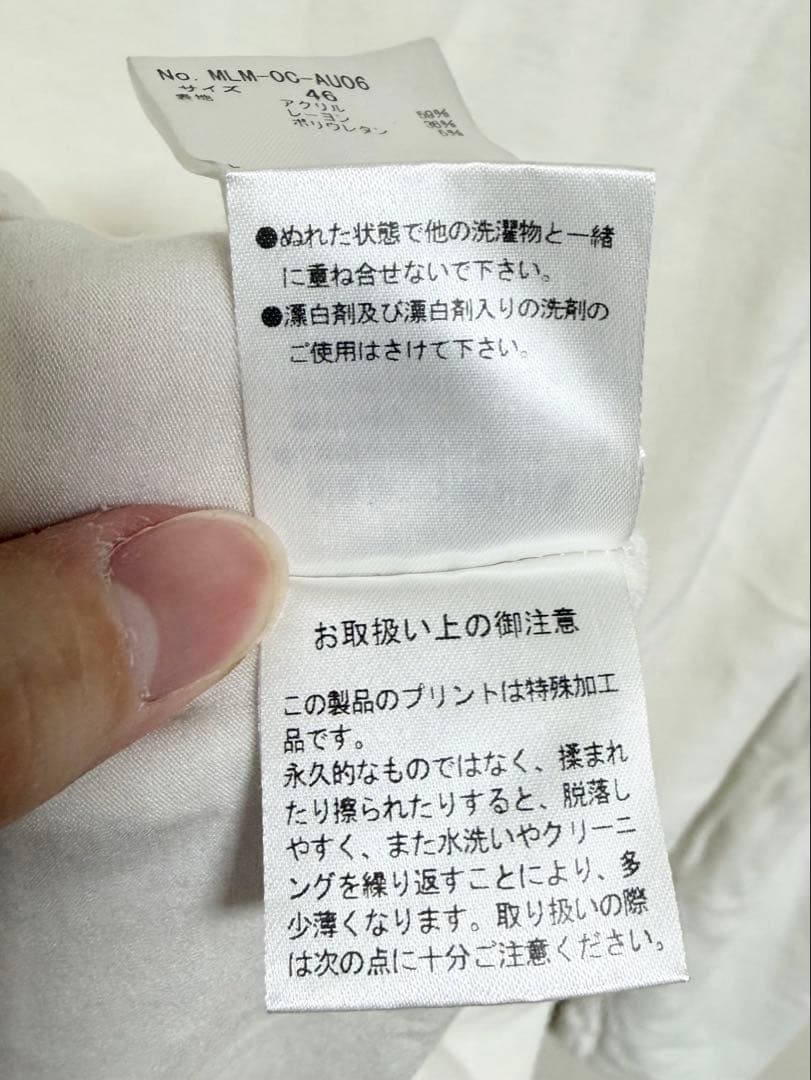 No. MLM-OC-AU06
サイズ 46
表地 アクリル 59%
レーヨン 36%
ポリウレタン 5%
●ぬれた状態で他の洗濯物と一緒
に重ね合せないで下さい。
●漂白剤及び漂白剤入りの洗剤の
ご使用はさけて下さい。
お取扱い上の御注意
この製品のプリントは特殊加工
品です。
永久的なものではなく、揉まれ
たり擦られたりすると、脱落し
やすく、また水洗いやクリーニ
ングを繰り返すことにより、多
少薄くなります。取り扱いの際
は次の点に十分ご注意ください。